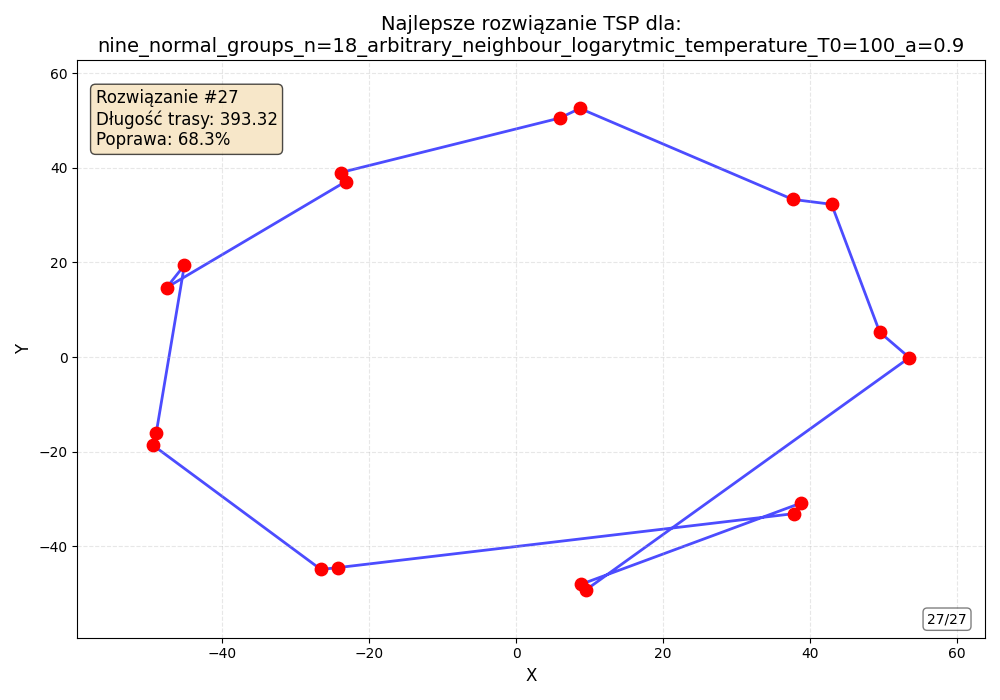 Najlepsze rozwiązanie TSP dla:
nine_normal_groups_n=18_arbitrary_neighbour_logarytmic_temperature_T0=100_a=0.9
Rozwiązanie #27
Długość trasy: 393.32
Poprawa: 68.3%
60
40
20
0
−20
−40
Y
27/27
−40
−20
0
20
40
60
X